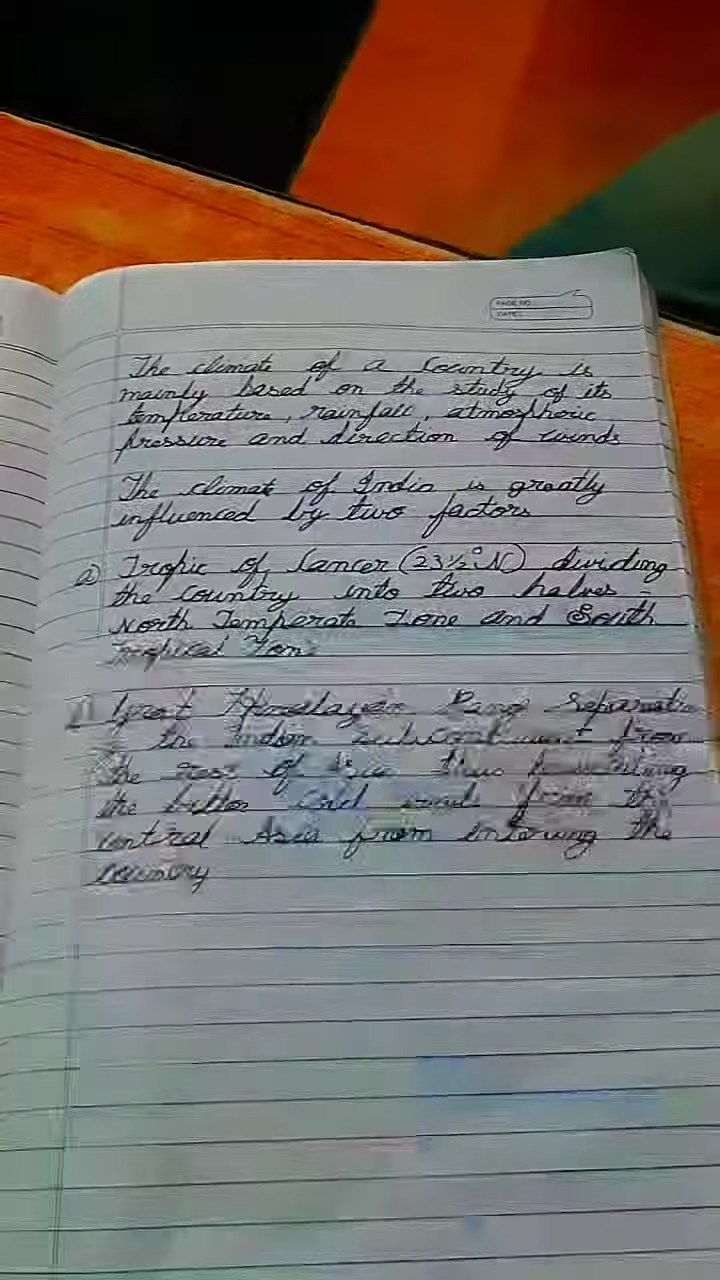 PAGE NO.
DATE:
The climate of a Country is
mainly based on the study of its
temperature, rainfall, atmospheric
pressure and direction of winds
The climate of India is greatly
influenced by two factors
a) Tropic of Cancer (23½°N) dividing
the country into two halves -
North Temperate Zone and South
Tropical Zone
Great Himalayan Range Separating
the Indian subcontinent from
the rest of Asia thus
the bitter Cold winds from the
central Asia from entering the
country